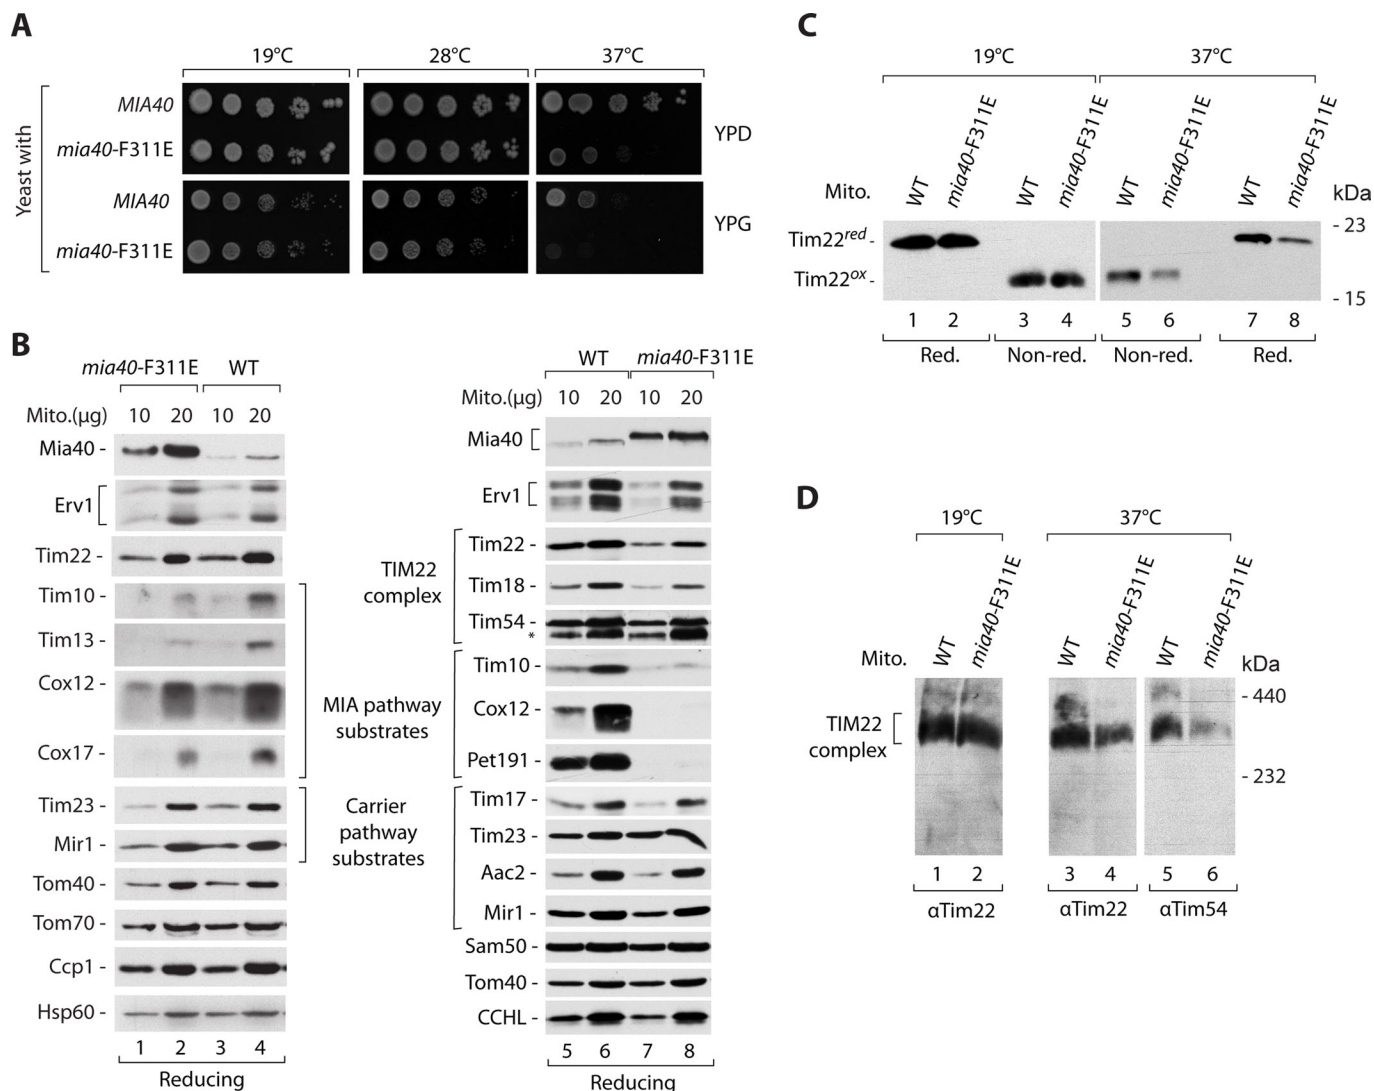 A
19°C 28°C 37°C
Yeast with
MIA40
mia40-F311E
YPD
MIA40
mia40-F311E
YPG
B
mia40-F311E WT
Mito.(μg) 10 20 10 20
Mia40 -
Erv1
Tim22 -
Tim10 -
Tim13 -
Cox12 -
Cox17 -
MIA pathway
substrates
Tim23 -
Mir1 -
Carrier
pathway
substrates
Tom40 -
Tom70 -
Ccp1 -
Hsp60 -
1 2 3 4
Reducing
WT mia40-F311E
Mito.(μg) 10 20 10 20
Mia40
Erv1
TIM22
complex
Tim22 -
Tim18 -
Tim54 -
*
Tim10 -
Cox12 -
Pet191 -
Tim17 -
Tim23 -
Aac2 -
Mir1 -
Sam50 -
Tom40 -
CCHL -
5 6 7 8
Reducing
C
19°C 37°C
Mito. WT mia40-F311E WT mia40-F311E WT mia40-F311E WT mia40-F311E kDa
Tim22red -
Tim22ox -
- 23
- 15
1 2 3 4 5 6 7 8
Red. Non-red. Non-red. Red.
D
19°C 37°C
Mito. WT mia40-F311E WT mia40-F311E WT mia40-F311E kDa
TIM22
complex
- 440
- 232
1 2 3 4 5 6
αTim22 αTim22 αTim54